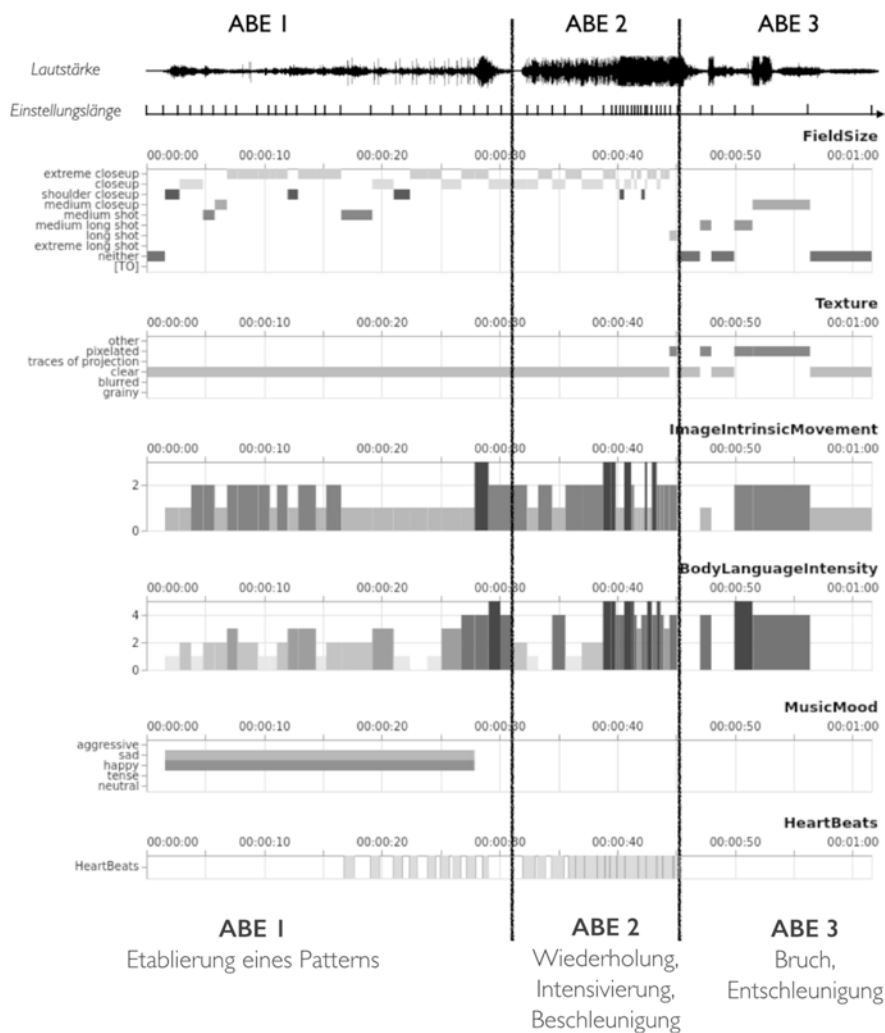 ABE 1 ABE 2 ABE 3
Lautstärke
Einstellungslänge
FieldSize
00:00:00 00:00:10 00:00:20 00:00:30 00:00:40 00:00:50 00:01:00
extreme closeup
closeup
shoulder closeup
medium closeup
medium shot
medium long shot
long shot
extreme long shot
neither
[TO]
Texture
00:00:00 00:00:10 00:00:20 00:00:30 00:00:40 00:00:50 00:01:00
other
pixelated
traces of projection
clear
blurred
grainy
ImageIntrinsicMovement
00:00:00 00:00:10 00:00:20 00:00:30 00:00:40 00:00:50 00:01:00
2
0
BodyLanguageIntensity
00:00:00 00:00:10 00:00:20 00:00:30 00:00:40 00:00:50 00:01:00
4
2
0
MusicMood
00:00:00 00:00:10 00:00:20 00:00:30 00:00:40 00:00:50 00:01:00
aggressive
sad
happy
tense
neutral
HeartBeats
00:00:00 00:00:10 00:00:20 00:00:30 00:00:40 00:00:50 00:01:00
HeartBeats
ABE 1 ABE 2 ABE 3
Etablierung eines Patterns Wiederholung, Bruch,
Intensivierung, Entschleunigung
Beschleunigung